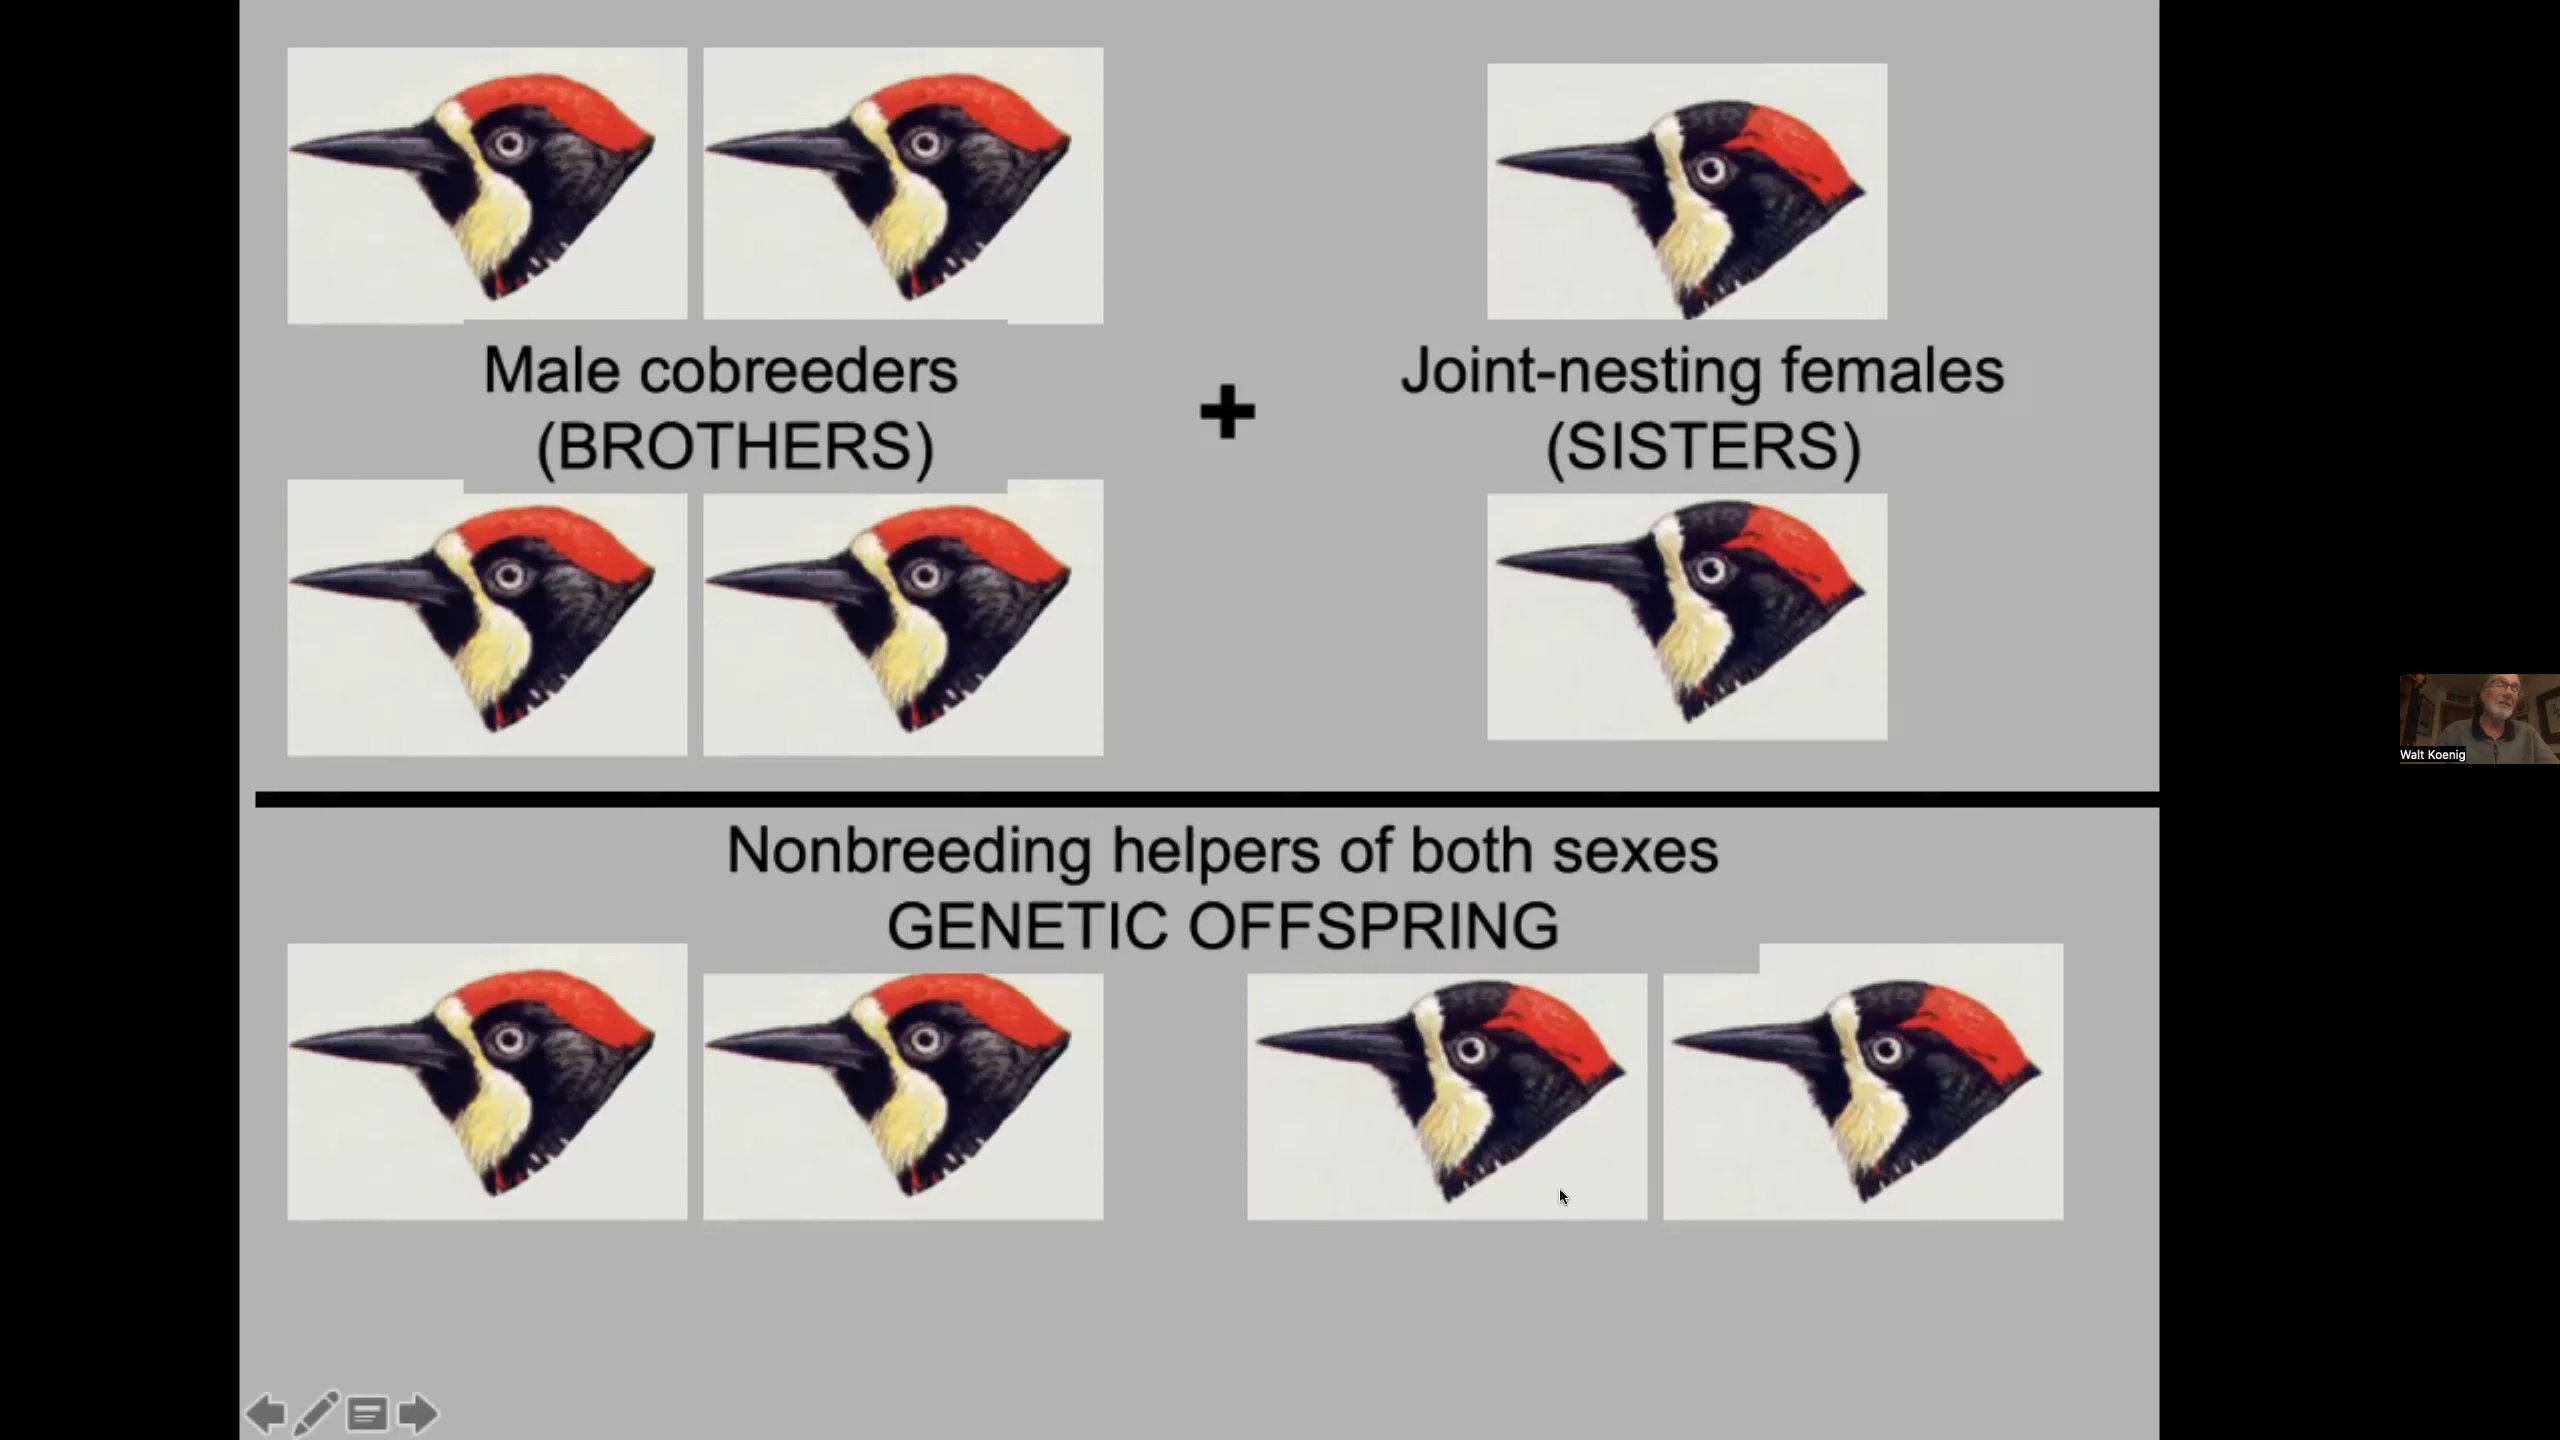 Male cobreeders
(BROTHERS)
+
Joint-nesting females
(SISTERS)
Nonbreeding helpers of both sexes
GENETIC OFFSPRING
Walt Koenig